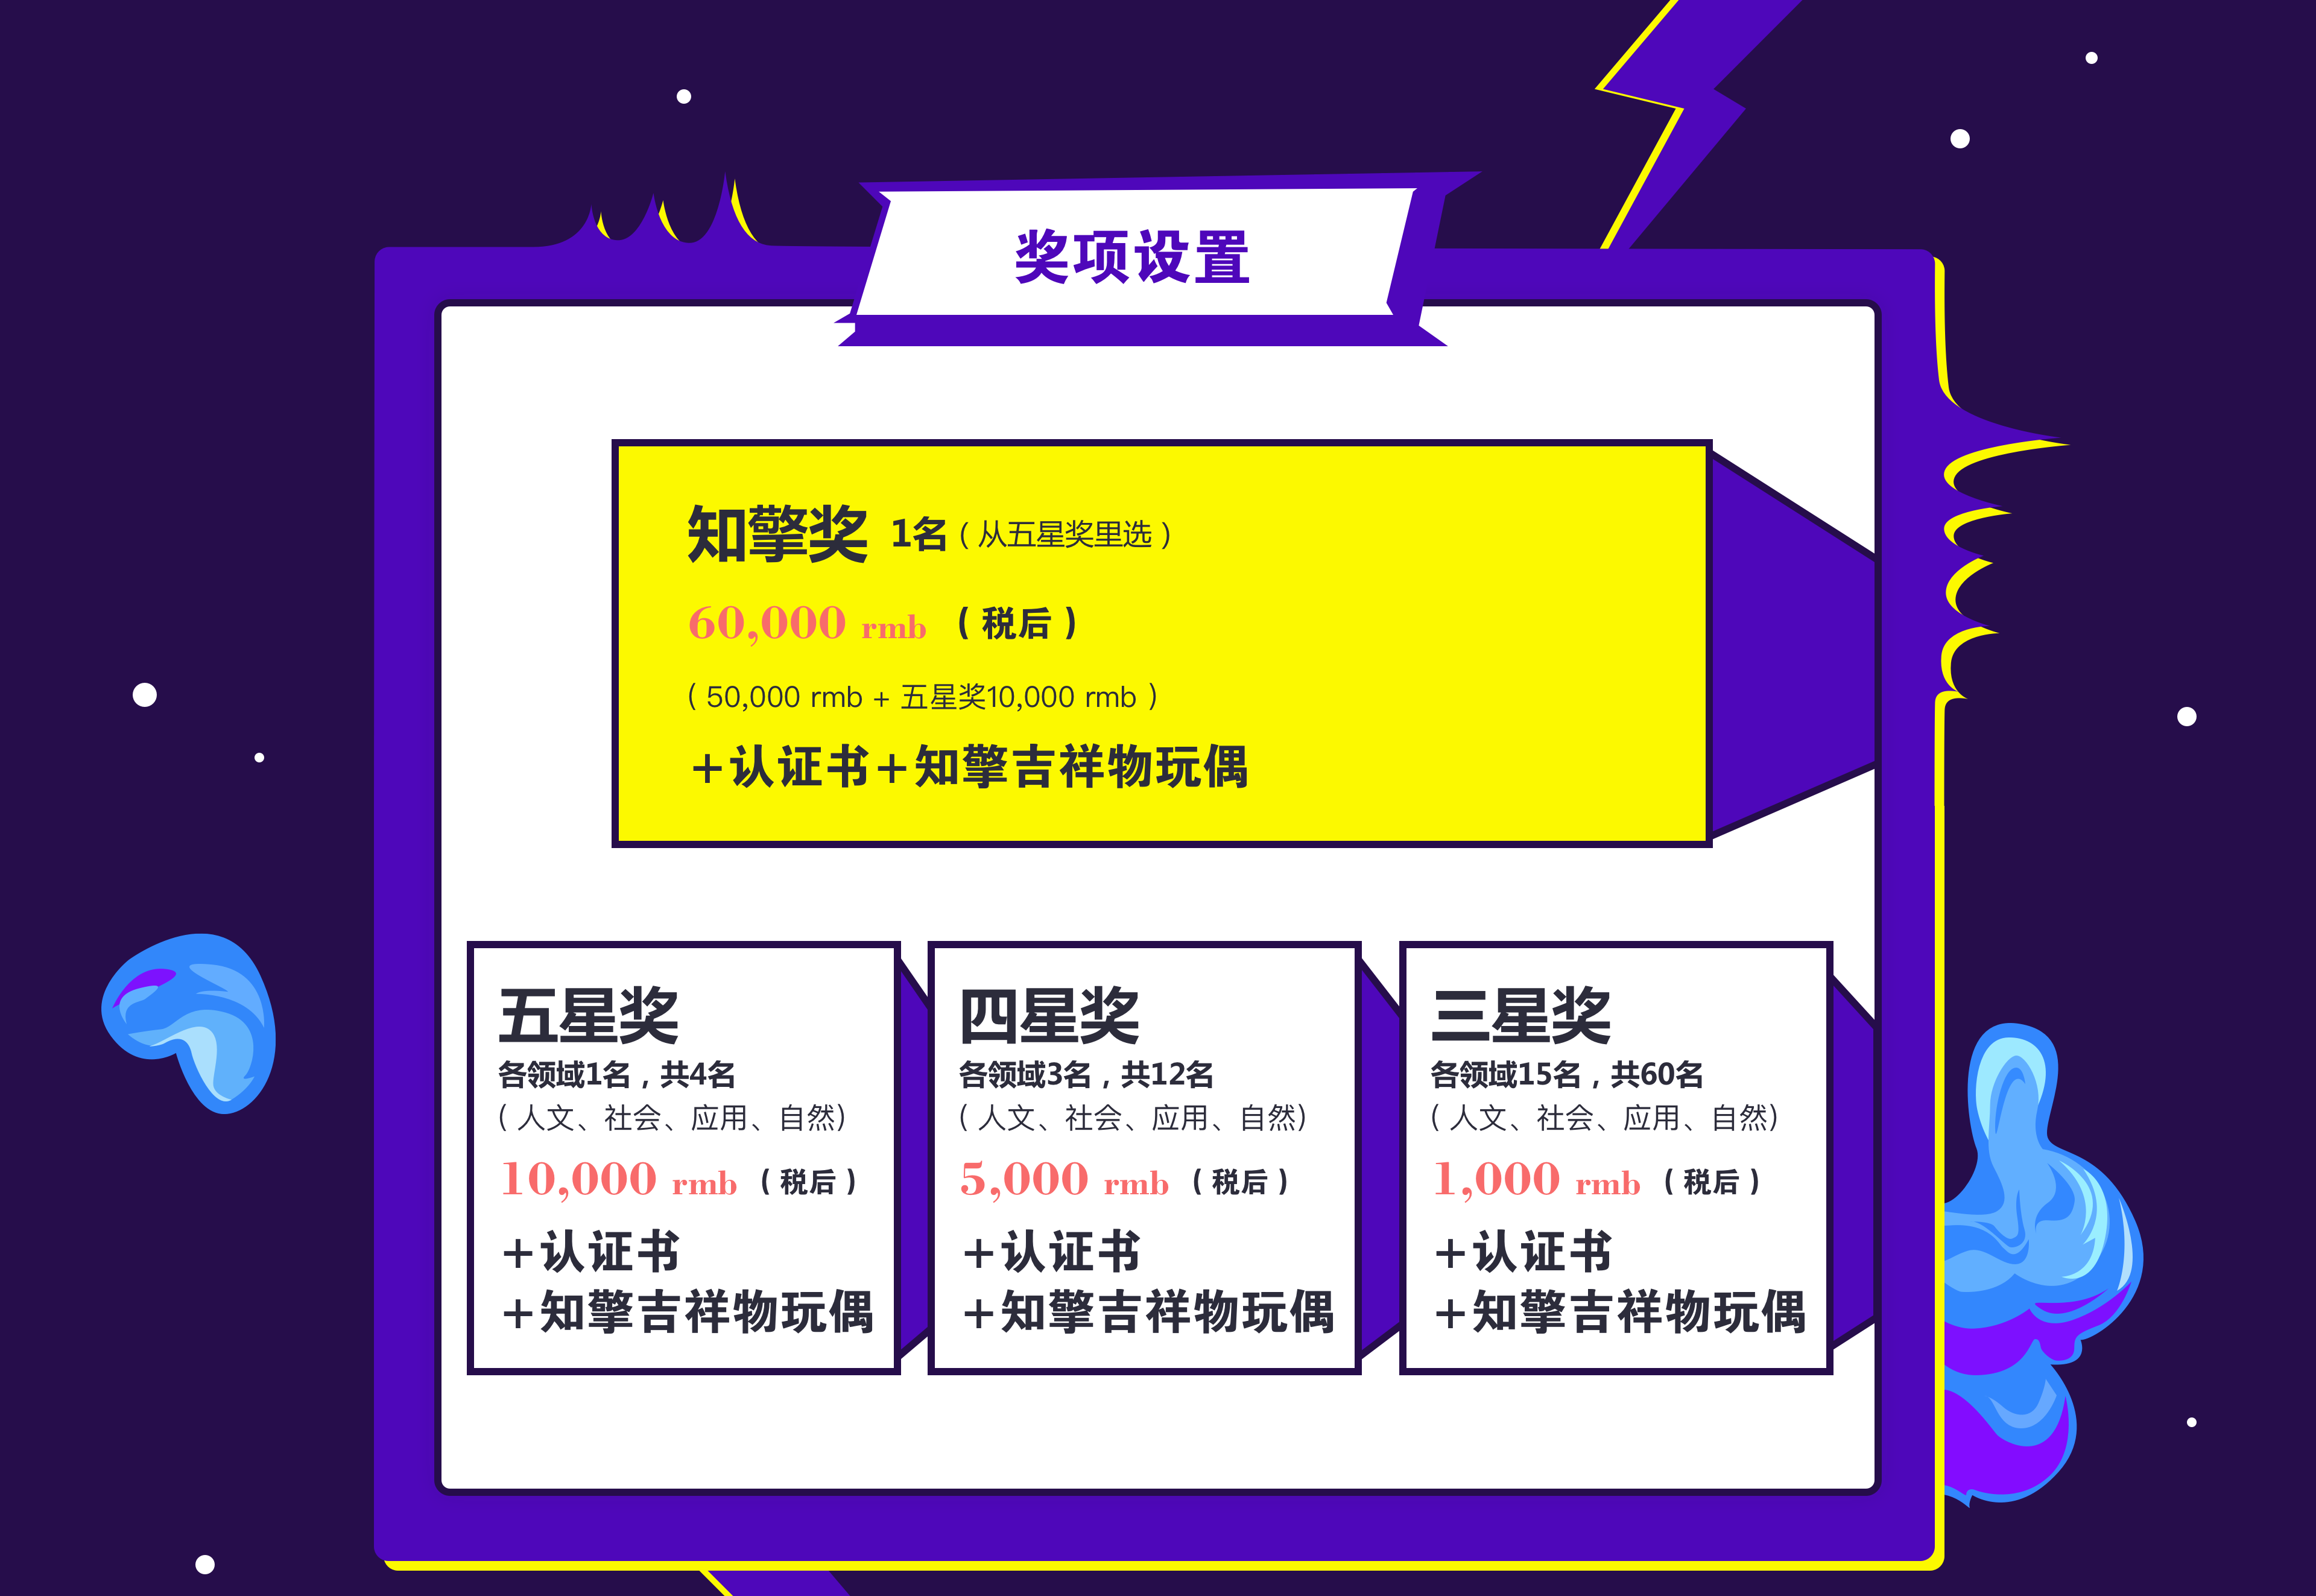 奖项设置
知擎奖 1名（从五星奖里选）
60,000 rmb （税后）
（50,000 rmb + 五星奖10,000 rmb ）
+认证书+知擎吉祥物玩偶
五星奖
各领域1名，共4名
（人文、社会、应用、自然）
10,000 rmb （税后）
+认证书
+知擎吉祥物玩偶
四星奖
各领域3名，共12名
（人文、社会、应用、自然）
5,000 rmb （税后）
+认证书
+知擎吉祥物玩偶
三星奖
各领域15名，共60名
（人文、社会、应用、自然）
1,000 rmb （税后）
+认证书
+知擎吉祥物玩偶